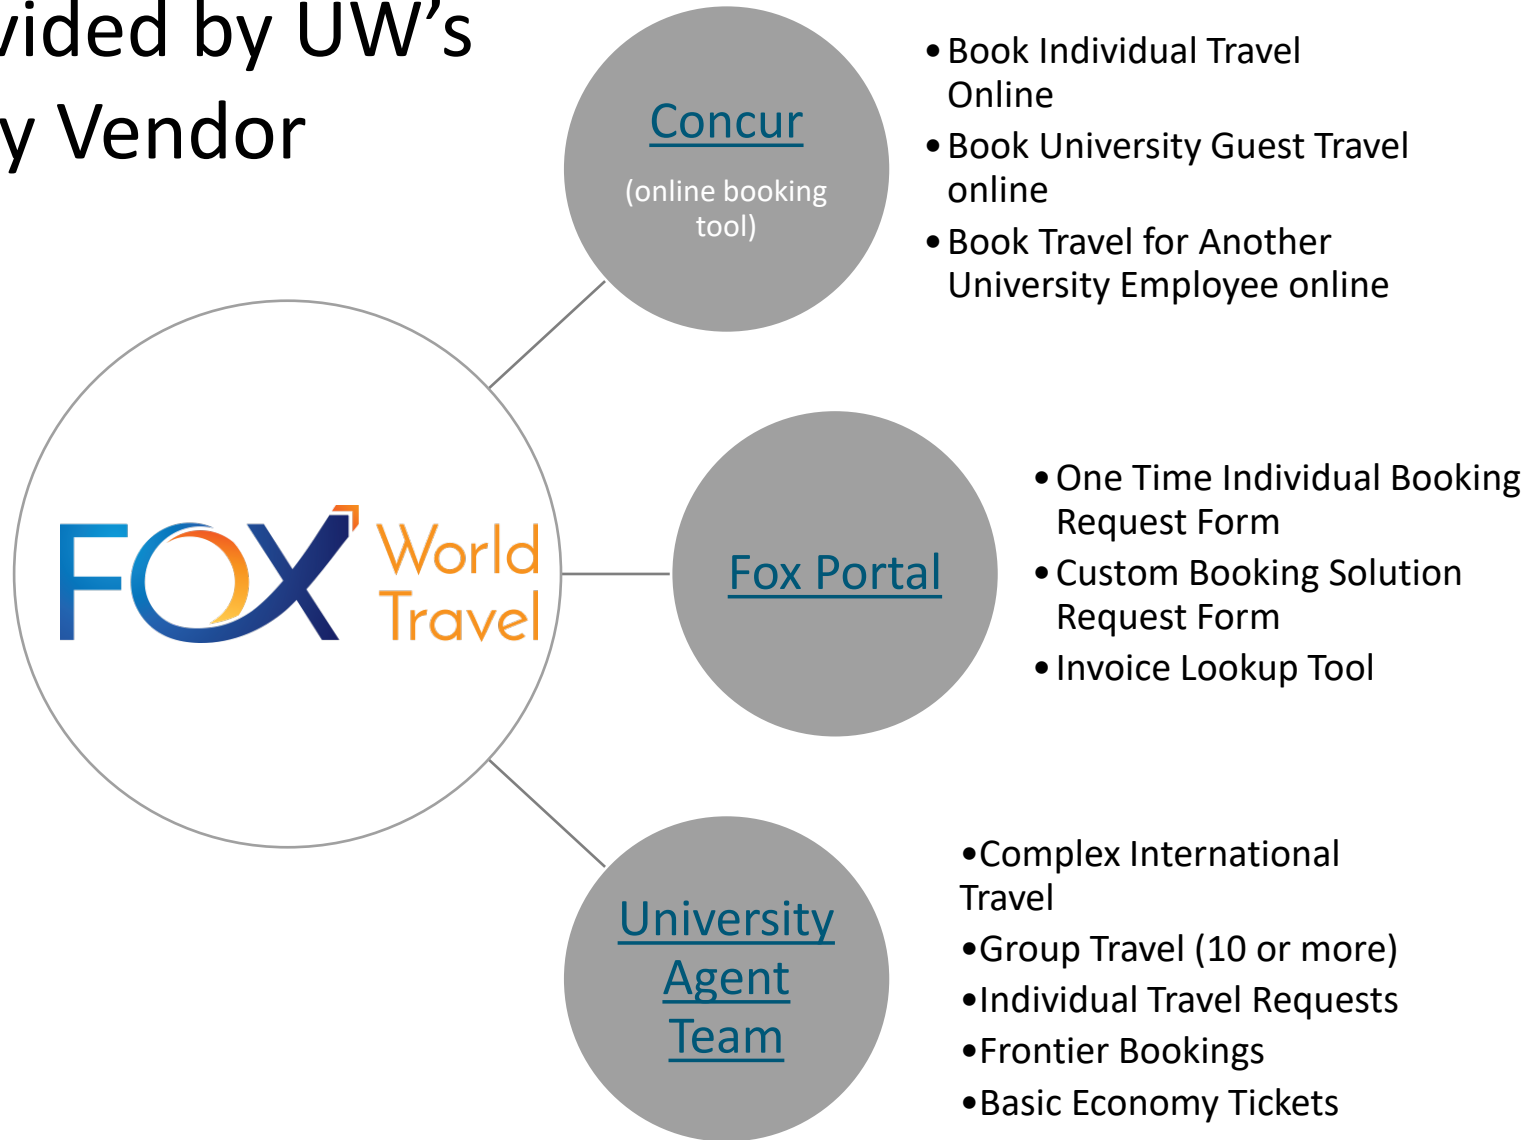 vided by UW's
y Vendor
Concur
(online booking
tool)
• Book Individual Travel
Online
• Book University Guest Travel
online
• Book Travel for Another
University Employee online
FOX World
Travel
Fox Portal
• One Time Individual Booking
Request Form
• Custom Booking Solution
Request Form
• Invoice Lookup Tool
University
Agent
Team
•Complex International
Travel
•Group Travel (10 or more)
•Individual Travel Requests
•Frontier Bookings
•Basic Economy Tickets